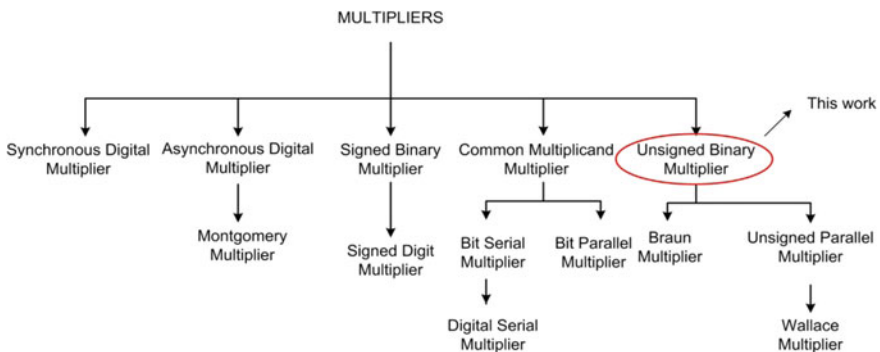 MULTIPLIERS
This work
Synchronous Digital
Multiplier
Asynchronous Digital
Multiplier
Signed Binary
Multiplier
Common Multiplicand
Multiplier
Unsigned Binary
Multiplier
Montgomery
Multiplier
Signed Digit
Multiplier
Bit Serial
Multiplier
Bit Parallel
Multiplier
Braun
Multiplier
Unsigned Parallel
Multiplier
Digital Serial
Multiplier
Wallace
Multiplier